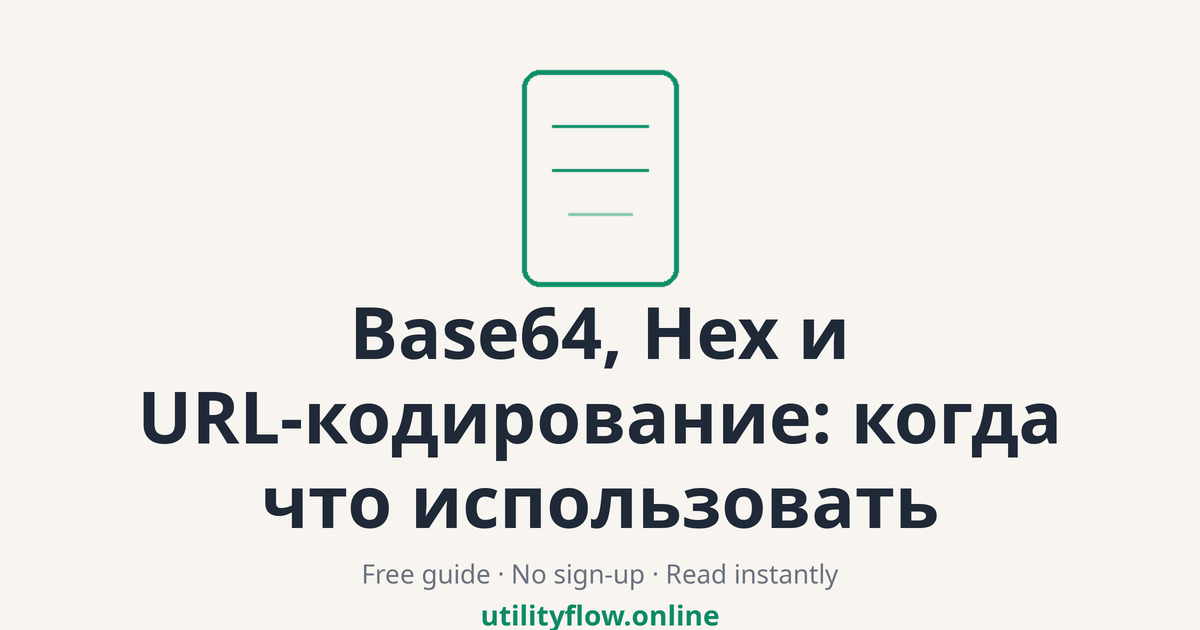 Base64, Hex и
URL-кодирование: когда
что использовать
Free guide · No sign-up · Read instantly
utilityflow.online